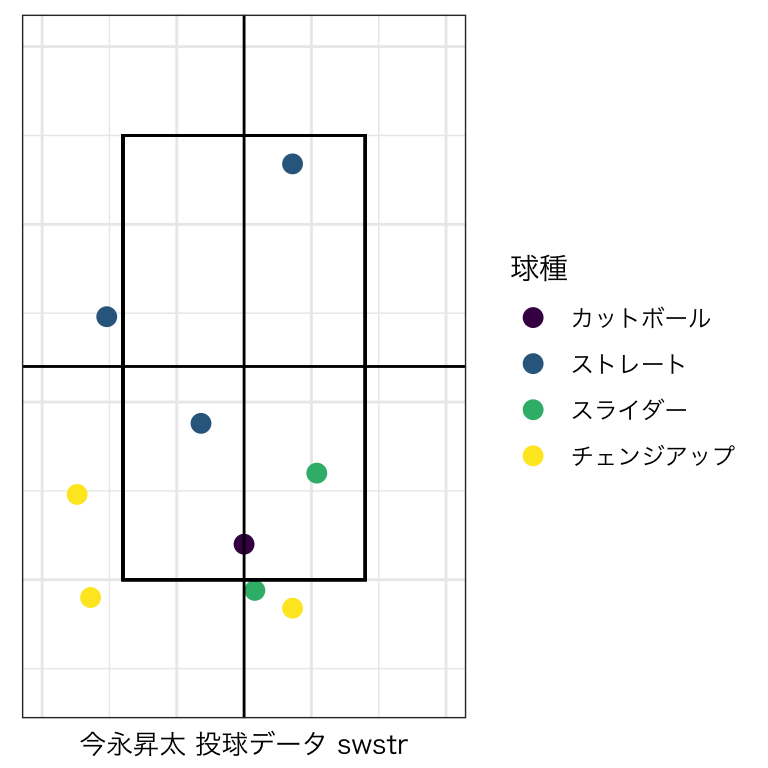 球種
カットボール
ストレート
スライダー
チェンジアップ
今永昇太 投球データ swstr